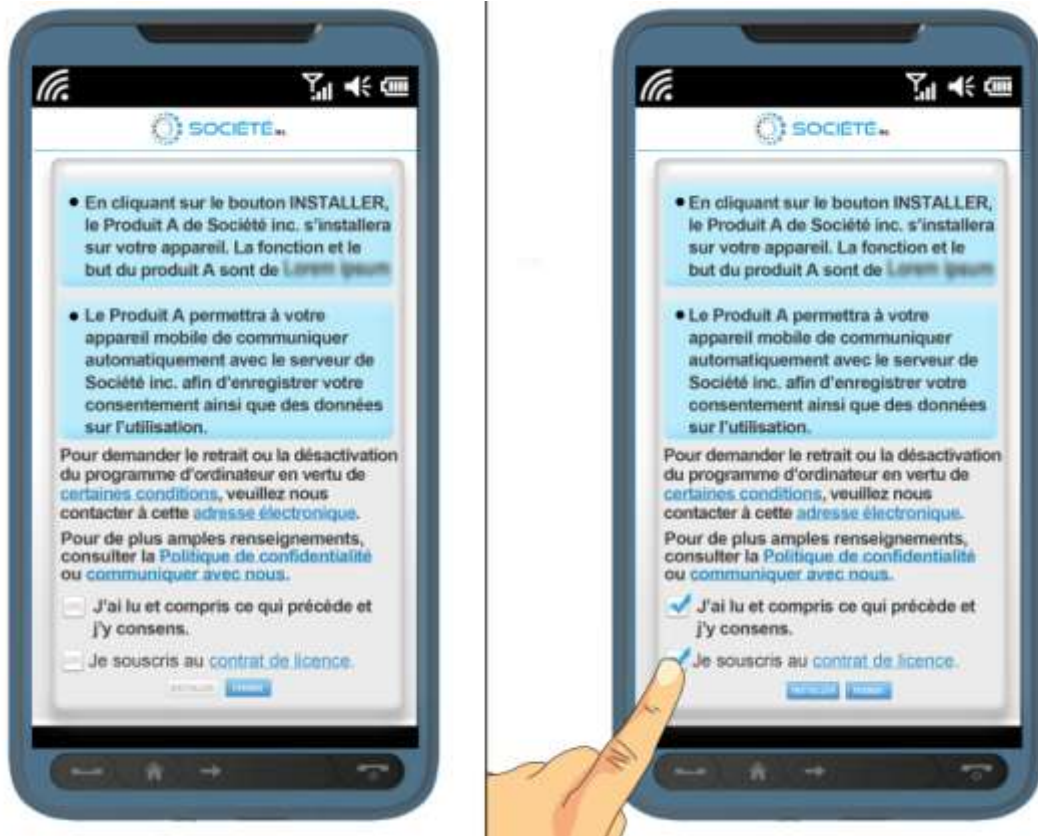 SOCIÉTÉ INC.
• En cliquant sur le bouton INSTALLER,
le Produit A de Société inc. s'installera
sur votre appareil. La fonction et le
but du produit A sont de Lorem Ipsum
• Le Produit A permettra à votre
appareil mobile de communiquer
automatiquement avec le serveur de
Société inc. afin d'enregistrer votre
consentement ainsi que des données
sur l'utilisation.
Pour demander le retrait ou la désactivation
du programme d'ordinateur en vertu de
certaines conditions, veuillez nous
contacter à cette adresse électronique.
Pour de plus amples renseignements,
consulter la Politique de confidentialité
ou communiquer avec nous.
J'ai lu et compris ce qui précède et
j'y consens.
Je souscris au contrat de licence.
INSTALLER
SOCIÉTÉ INC.
• En cliquant sur le bouton INSTALLER,
le Produit A de Société inc. s'installera
sur votre appareil. La fonction et le
but du produit A sont de Lorem Ipsum
• Le Produit A permettra à votre
appareil mobile de communiquer
automatiquement avec le serveur de
Société inc. afin d'enregistrer votre
consentement ainsi que des données
sur l'utilisation.
Pour demander le retrait ou la désactivation
du programme d'ordinateur en vertu de
certaines conditions, veuillez nous
contacter à cette adresse électronique.
Pour de plus amples renseignements,
consulter la Politique de confidentialité
ou communiquer avec nous.
J'ai lu et compris ce qui précède et
j'y consens.
Je souscris au contrat de licence.
INSTALLER